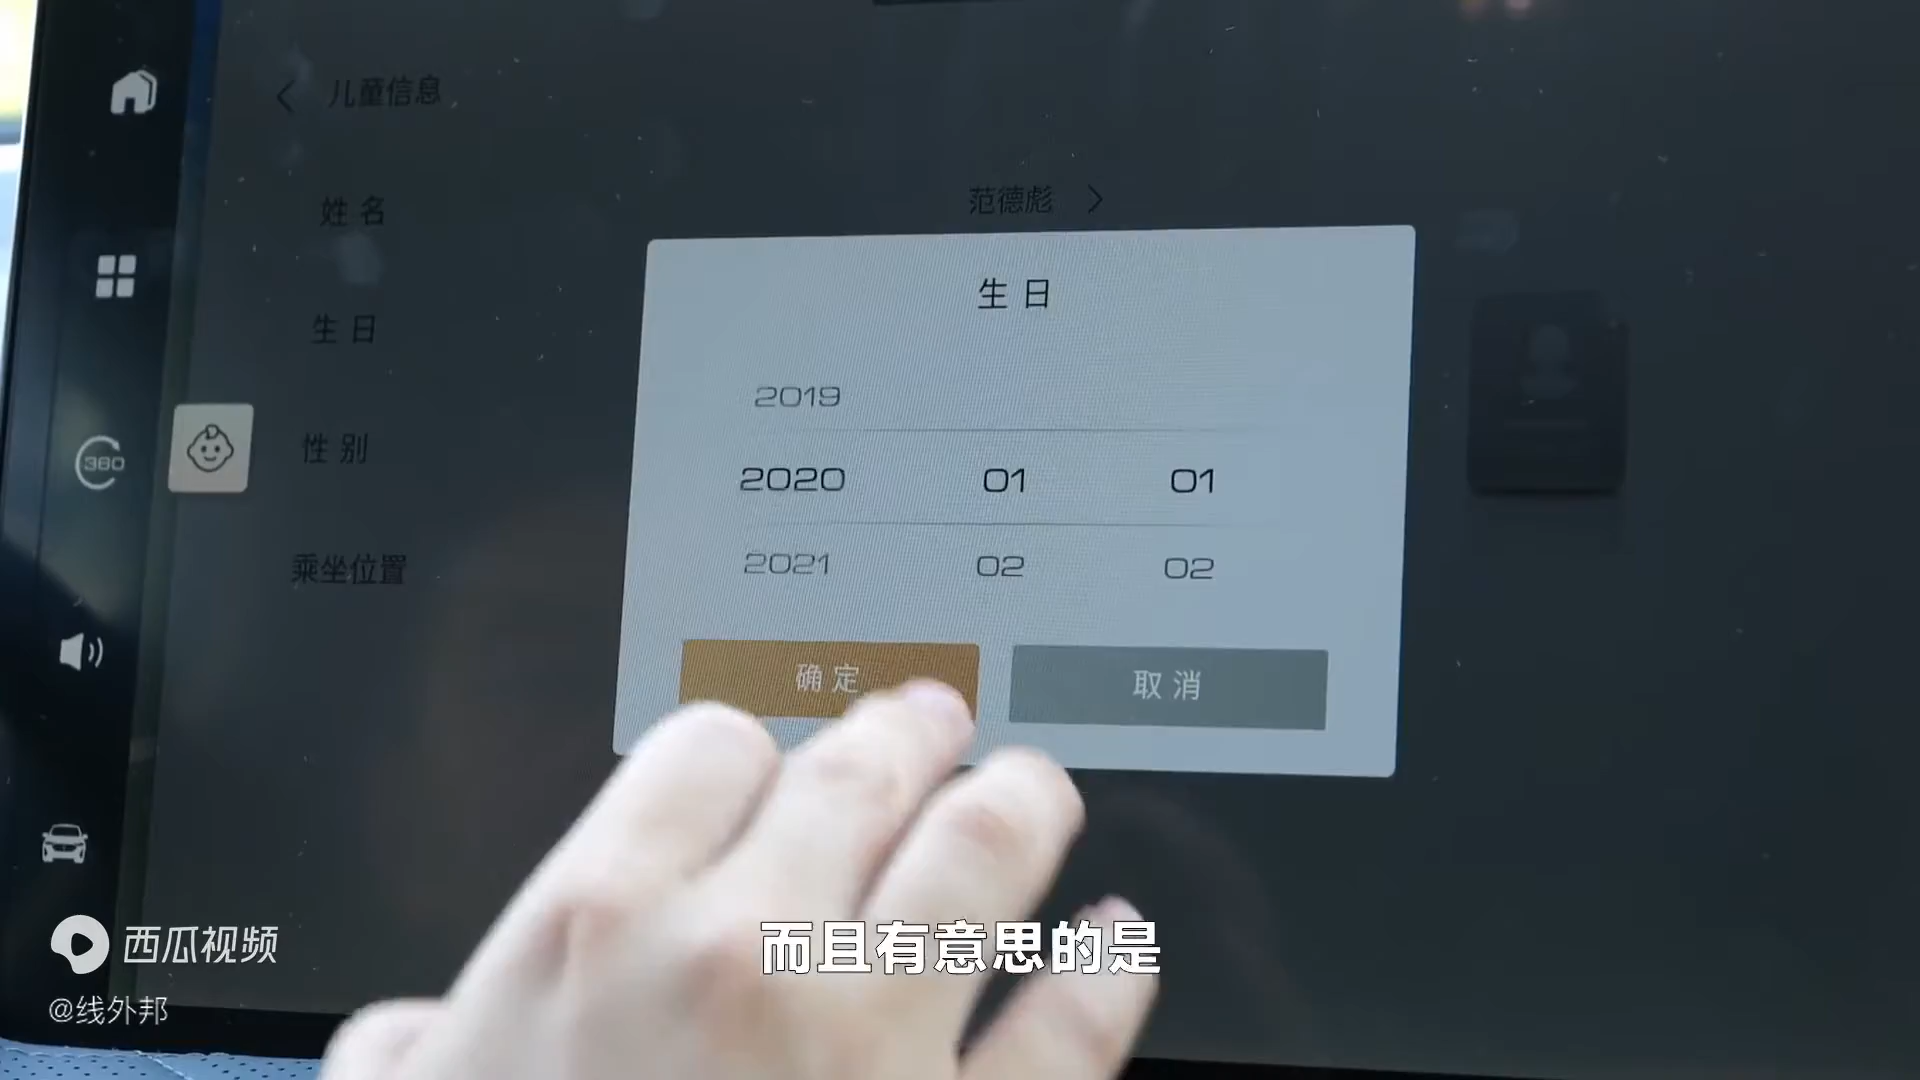 儿童信息
姓名
范德彪
生日
生日
2019
2020 01 01
2021 02 02
性别
360
乘坐位置
确定
取消
而且有意思的是
西瓜视频
@线外邦